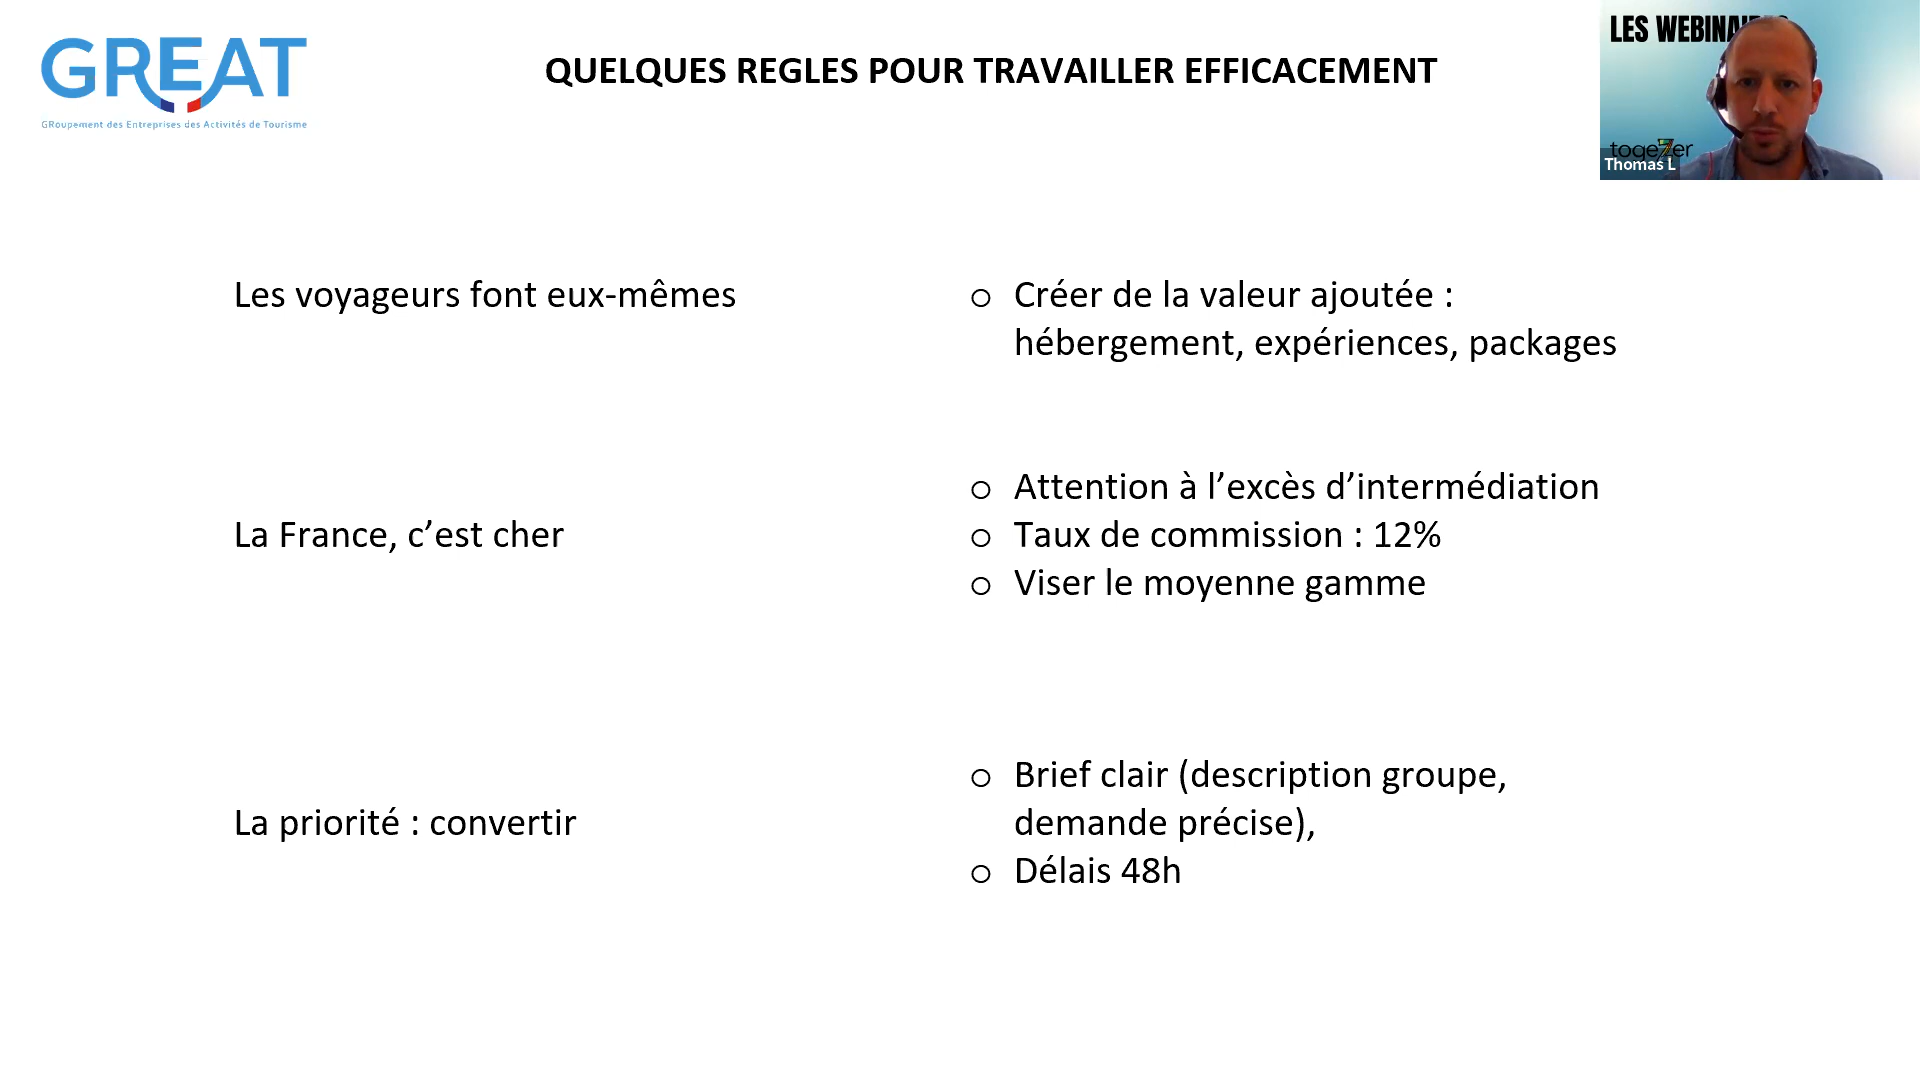 GREAT
GRoupement des Entreprises des Activités de Tourisme
QUELQUES REGLES POUR TRAVAILLER EFFICACEMENT
LES WEBINA
togeZer
Thomas L
Les voyageurs font eux-mêmes
o Créer de la valeur ajoutée :
hébergement, expériences, packages
La France, c’est cher
o Attention à l’excès d’intermédiation
o Taux de commission : 12%
o Viser le moyenne gamme
La priorité : convertir
o Brief clair (description groupe,
demande précise),
o Délais 48h